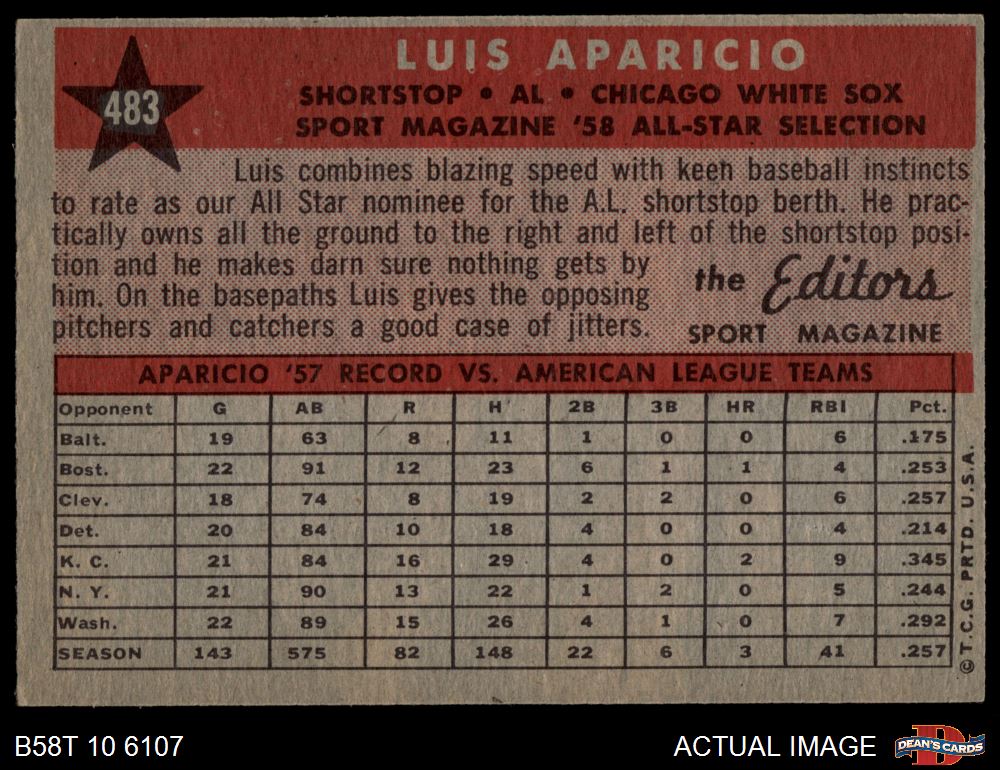 LUIS APARICIO
483
SHORTSTOP • AL • CHICAGO WHITE SOX
SPORT MAGAZINE '58 ALL-STAR SELECTION
Luis combines blazing speed with keen baseball instincts
to rate as our All Star nominee for the A.L. shortstop berth. He prac-
tically owns all the ground to the right and left of the shortstop posi-
tion and he makes darn sure nothing gets by
him. On the basepaths Luis gives the opposing
pitchers and catchers a good case of jitters.
the Editors
SPORT MAGAZINE
APARICIO '57 RECORD VS. AMERICAN LEAGUE TEAMS
Opponent G AB R H 2B 3B HR RBI Pct.
Balt. 19 63 8 11 1 0 0 6 .175
Bost. 22 91 12 23 6 1 1 4 .253
Clev. 18 74 8 19 2 2 0 6 .257
Det. 20 84 10 18 4 0 0 4 .214
K. C. 21 84 16 29 4 0 2 9 .345
N. Y. 21 90 13 22 1 2 0 5 .244
Wash. 22 89 15 26 4 1 0 7 .292
SEASON 143 575 82 148 22 6 3 41 .257
© T.C.G. PRTD. U.S.A.
B58T 10 6107
ACTUAL IMAGE
D
DEAN'S CARDS